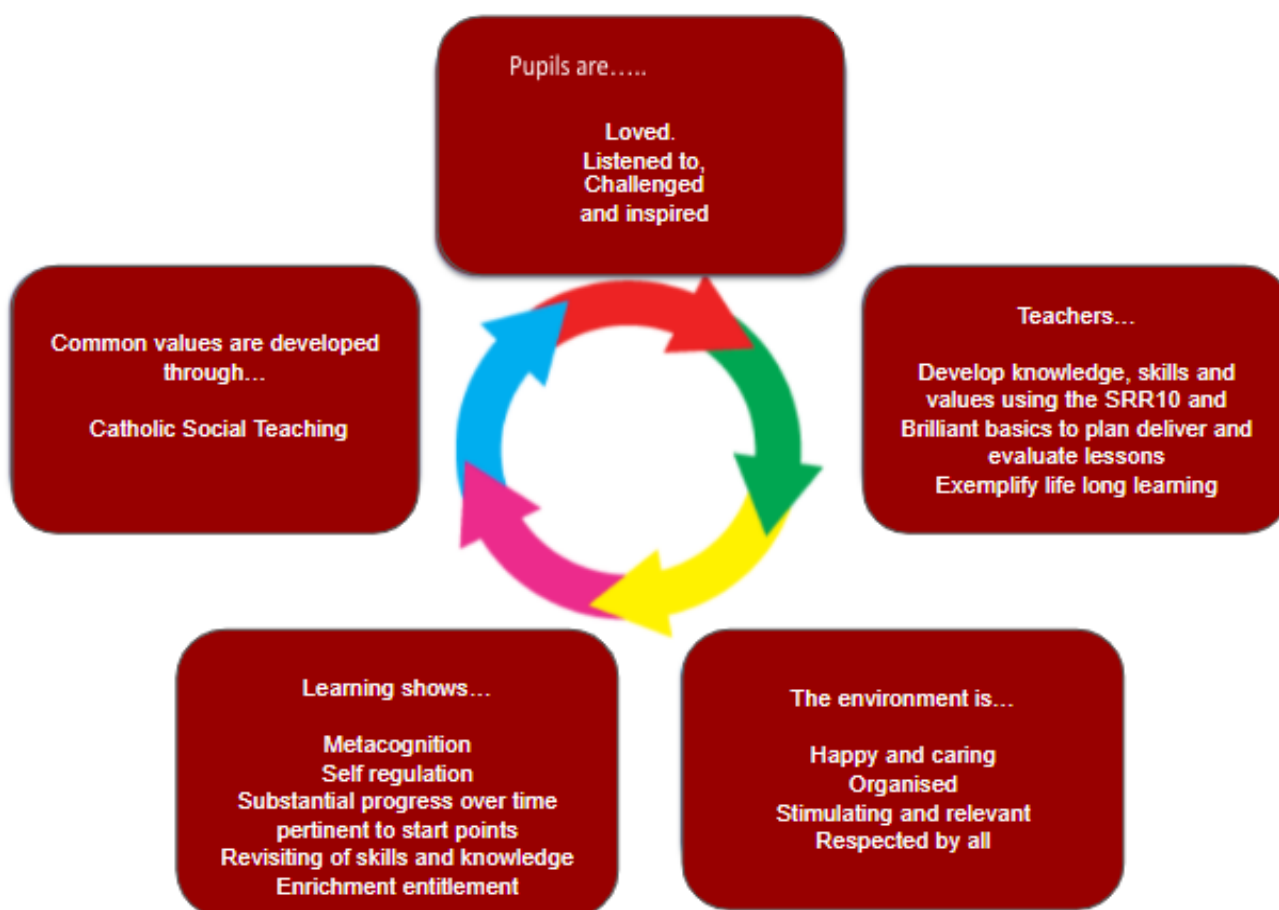 Pupils are…..
Loved.
Listened to,
Challenged
and inspired
Teachers…
Develop knowledge, skills and
values using the SRR10 and
Brilliant basics to plan deliver and
evaluate lessons
Exemplify life long learning
The environment is…
Happy and caring
Organised
Stimulating and relevant
Respected by all
Learning shows…
Metacognition
Self regulation
Substantial progress over time
pertinent to start points
Revisiting of skills and knowledge
Enrichment entitlement
Common values are developed
through…
Catholic Social Teaching